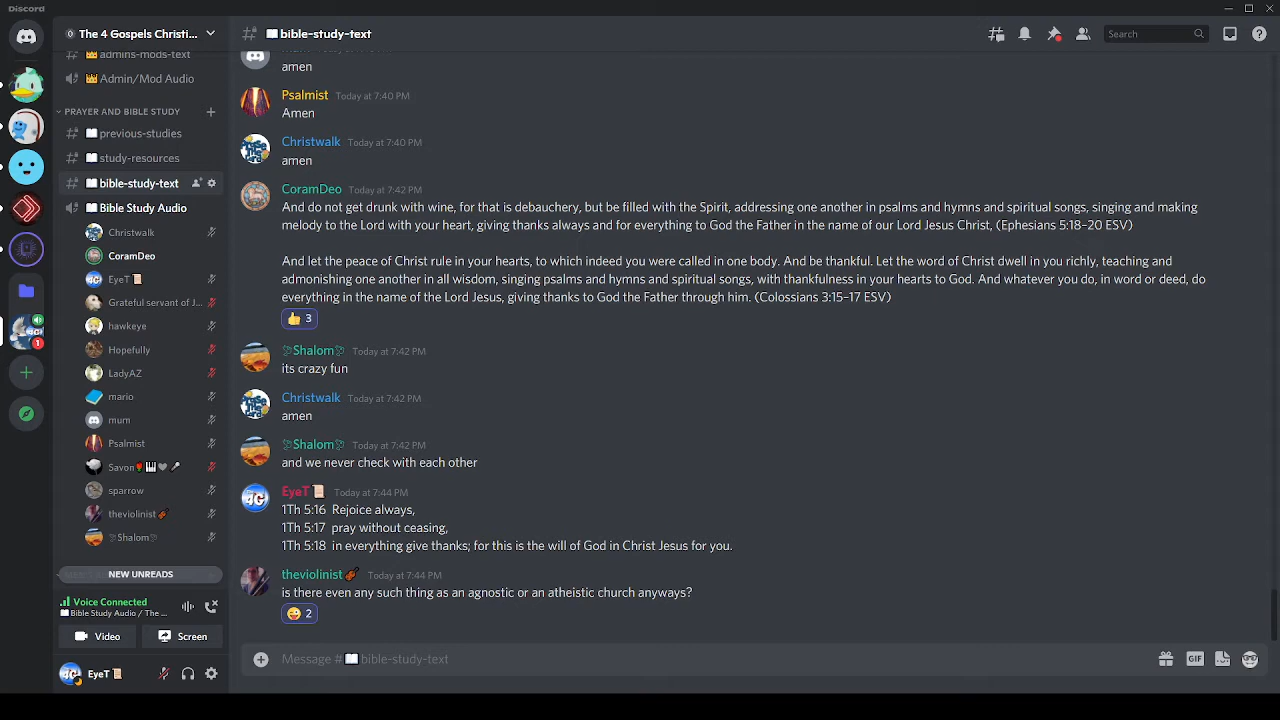 Discord
The 4 Gospels Christi...
bible-study-text
Search
admins-mods-text
Admin/Mod Audio
PRAYER AND BIBLE STUDY
previous-studies
study-resources
bible-study-text
Bible Study Audio
Christwalk
CoramDeo
EyeT
Grateful servant of J...
hawkeye
Hopefully
LadyAZ
mario
mum
Psalmist
Savon
sparrow
theviolinist
Shalom
NEW UNREADS
Voice Connected
Bible Study Audio / The ...
Video
Screen
EyeT
1
amen
Psalmist Today at 7:40 PM
Amen
Christwalk Today at 7:40 PM
amen
CoramDeo Today at 7:42 PM
And do not get drunk with wine, for that is debauchery, but be filled with the Spirit, addressing one another in psalms and hymns and spiritual songs, singing and making
melody to the Lord with your heart, giving thanks always and for everything to God the Father in the name of our Lord Jesus Christ, (Ephesians 5:18–20 ESV)
And let the peace of Christ rule in your hearts, to which indeed you were called in one body. And be thankful. Let the word of Christ dwell in you richly, teaching and
admonishing one another in all wisdom, singing psalms and hymns and spiritual songs, with thankfulness in your hearts to God. And whatever you do, in word or deed, do
everything in the name of the Lord Jesus, giving thanks to God the Father through him. (Colossians 3:15–17 ESV)
3
Shalom Today at 7:42 PM
its crazy fun
Christwalk Today at 7:42 PM
amen
Shalom Today at 7:42 PM
and we never check with each other
EyeT Today at 7:44 PM
1Th 5:16 Rejoice always,
1Th 5:17 pray without ceasing,
1Th 5:18 in everything give thanks; for this is the will of God in Christ Jesus for you.
theviolinist Today at 7:44 PM
is there even any such thing as an agnostic or an atheistic church anyways?
2
Message # bible-study-text
GIF